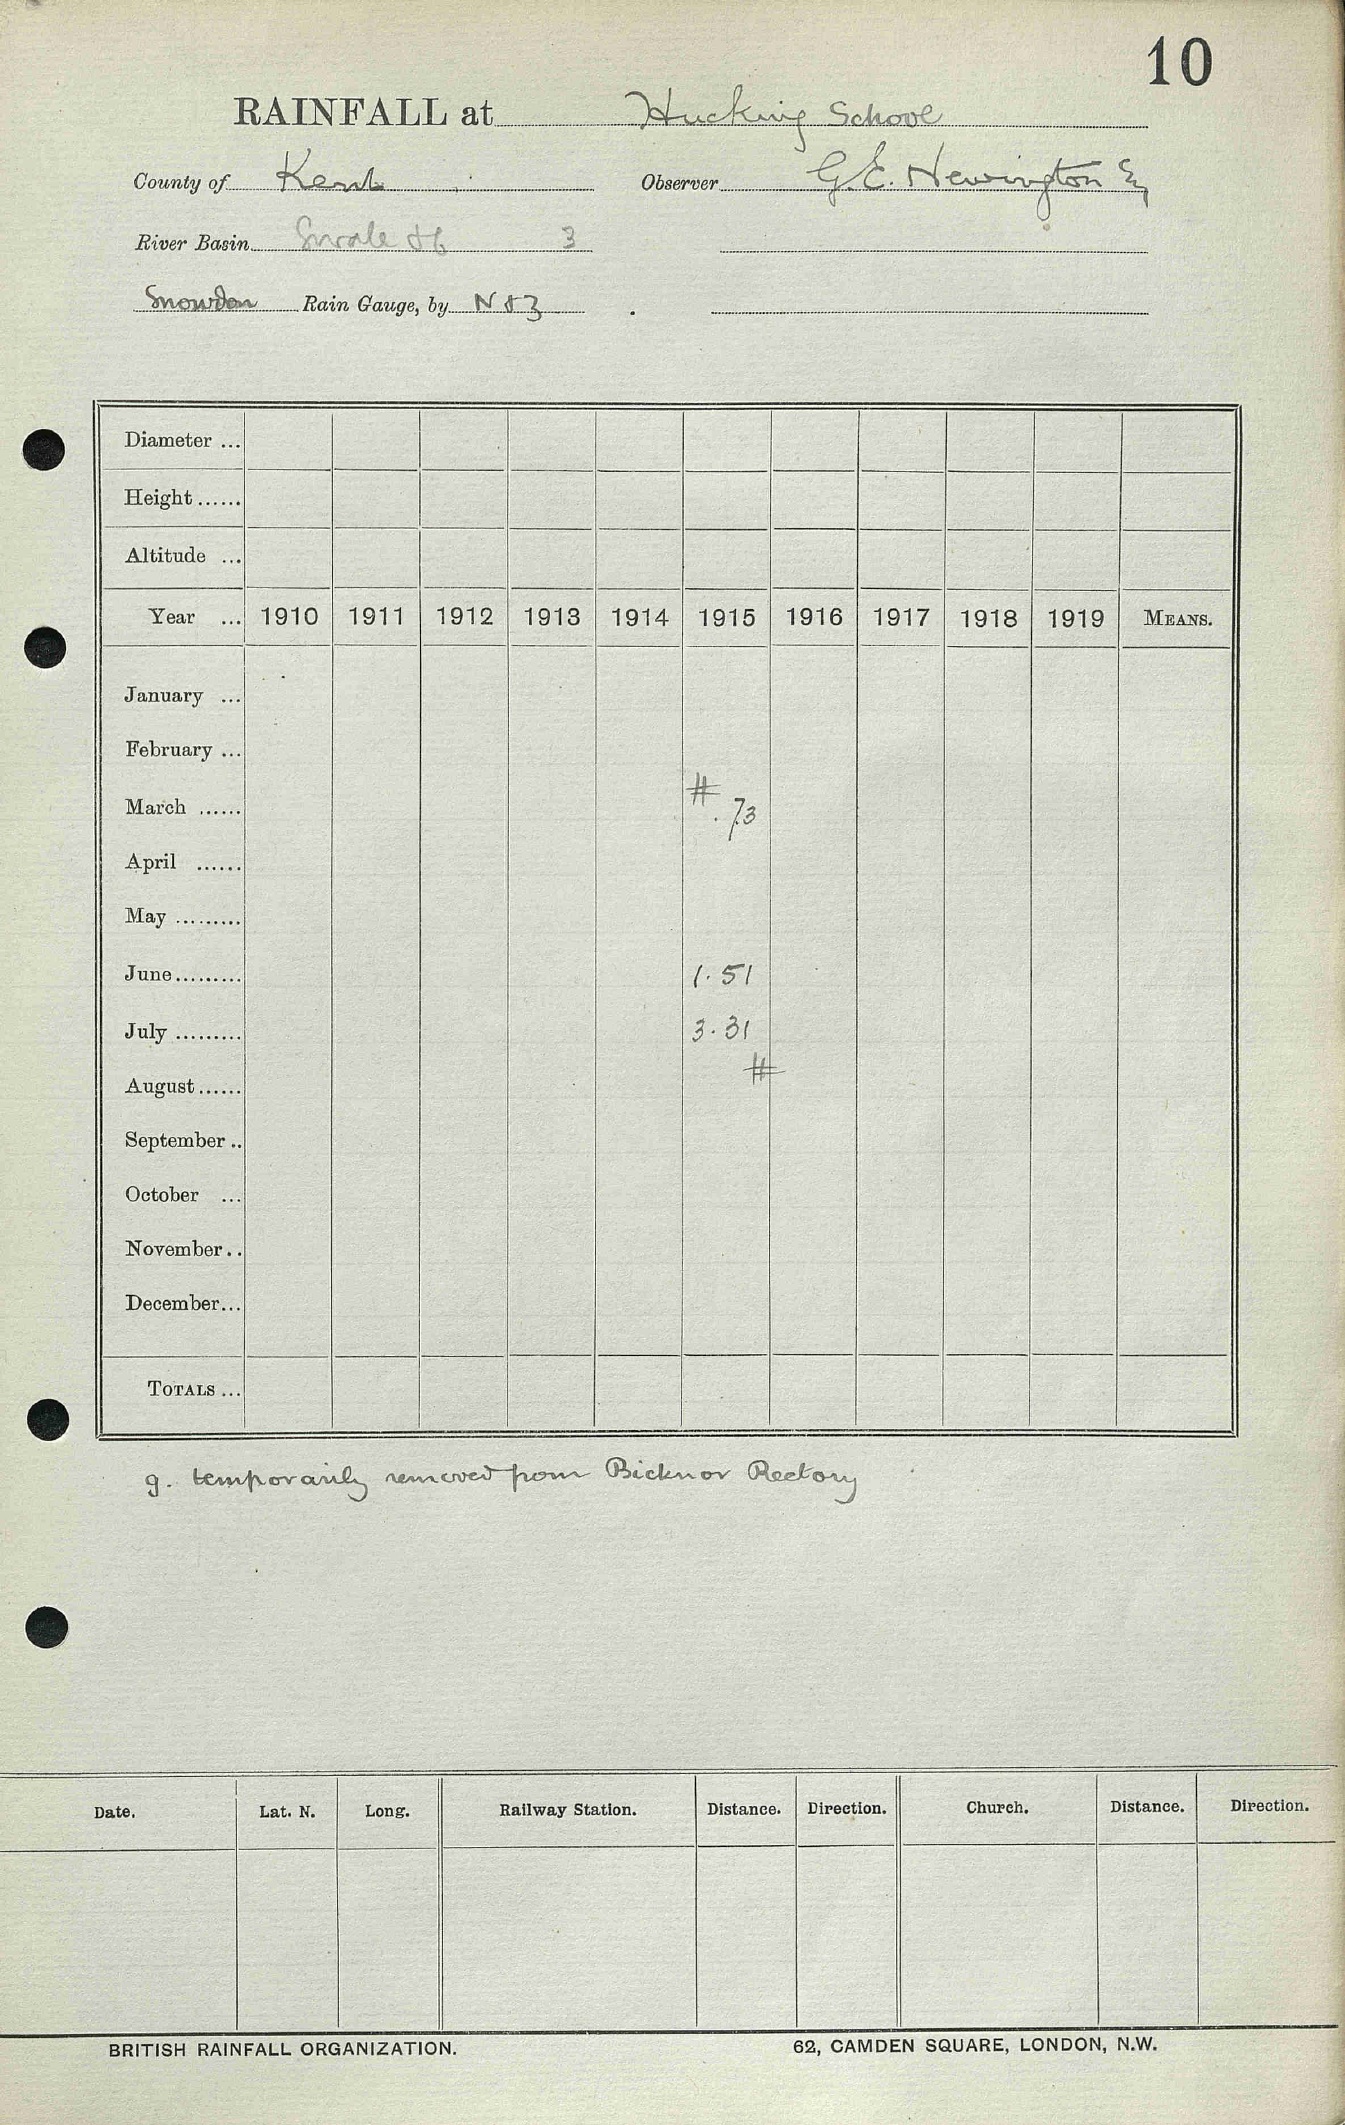 10
RAINFALL at Hucking School
County of Kent Observer G. E. Newington Esq
River Basin Swale &c 3
Snowdon Rain Gauge, by N & Z
Diameter ...
Height ......
Altitude ...
Year ... 1910 1911 1912 1913 1914 1915 1916 1917 1918 1919 MEANS.
January ...
February ...
#
March ...... .73
April ......
May .........
June ......... 1.51
July ......... 3.31
#
August ......
September ..
October ...
November ..
December ...
TOTALS ...
g. temporarily removed from Bicknor Rectory
Date. Lat. N. Long. Railway Station. Distance. Direction. Church. Distance. Direction.
BRITISH RAINFALL ORGANIZATION. 62, CAMDEN SQUARE, LONDON, N.W.